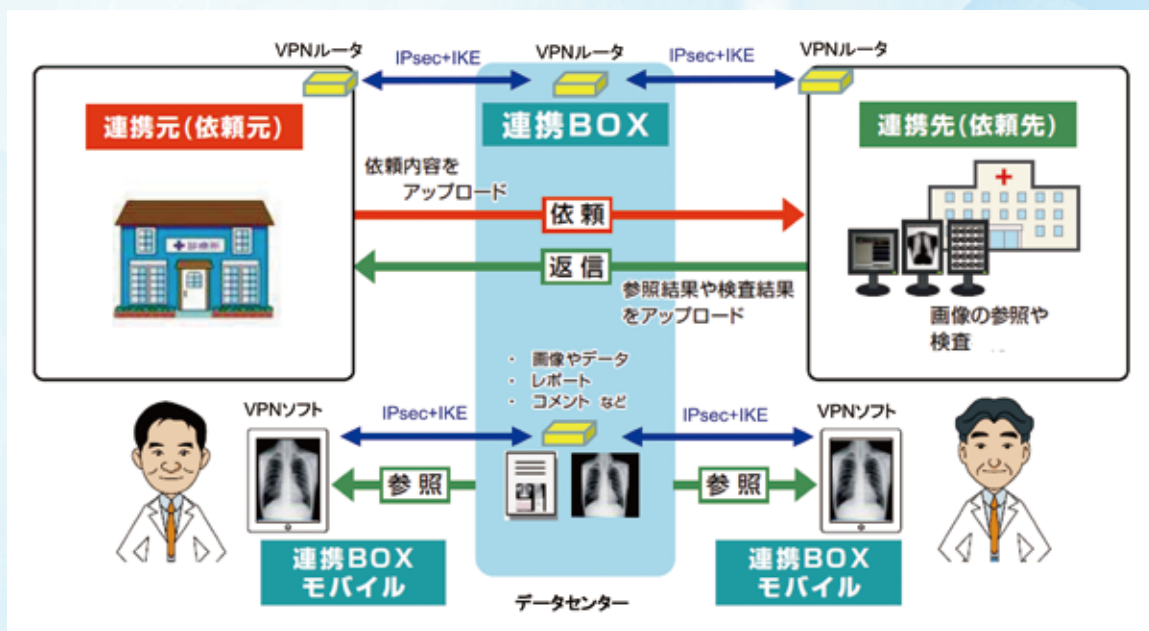 VPNルータ
IPsec+IKE
VPNルータ
IPsec+IKE
VPNルータ
連携元(依頼元)
連携BOX
連携先(依頼先)
依頼内容を
アップロード
依頼
返信
参照結果や検査結果
をアップロード
診療所
画像の参照や
検査
・ 画像やデータ
・ レポート
・ コメント など
VPNソフト
IPsec+IKE
IPsec+IKE
VPNソフト
参照
参照
連携BOX
モバイル
連携BOX
モバイル
データセンター